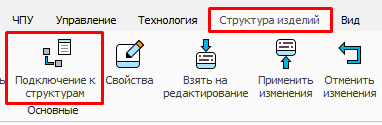 ЧПУ Управление Технология Структура изделий Вид
Подключение к структурам Свойства Взять на редактирование Применить изменения Отменить изменения
Основные